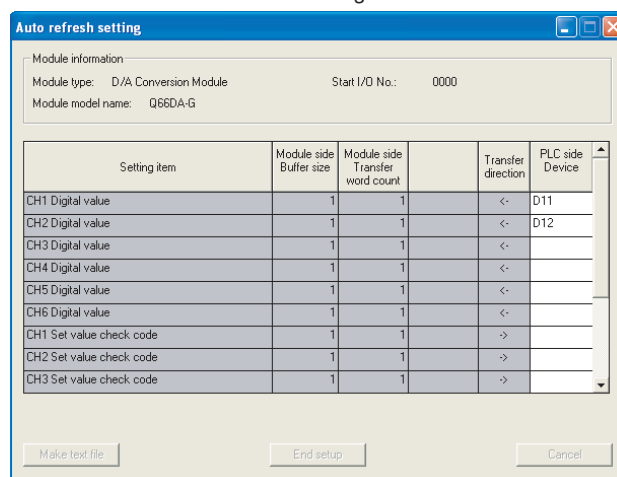 Auto refresh setting
Module information
Module type: D/A Conversion Module Start I/O No.: 0000
Module model name: Q66DA-G
Setting item Module side Buffer size Module side Transfer word count Transfer direction PLC side Device
CH1 Digital value 1 1 <- D11
CH2 Digital value 1 1 <- D12
CH3 Digital value 1 1 <-
CH4 Digital value 1 1 <-
CH5 Digital value 1 1 <-
CH6 Digital value 1 1 <-
CH1 Set value check code 1 1 ->
CH2 Set value check code 1 1 ->
CH3 Set value check code 1 1 ->
Make text file End setup Cancel